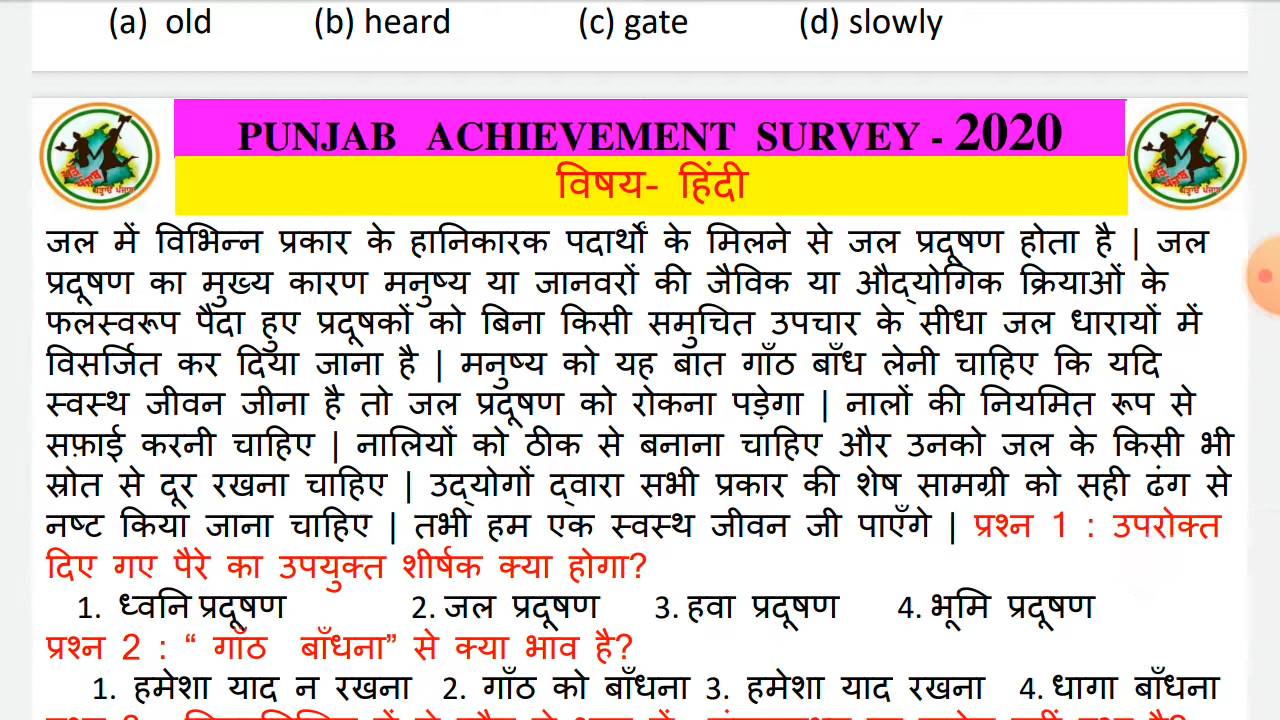 (a) old (b) heard (c) gate (d) slowly
PUNJAB ACHIEVEMENT SURVEY - 2020
विषय- हिंदी
जल में विभिन्न प्रकार के हानिकारक पदार्थों के मिलने से जल प्रदूषण होता है | जल
प्रदूषण का मुख्य कारण मनुष्य या जानवरों की जैविक या औद्योगिक क्रियाओं के
फलस्वरूप पैदा हुए प्रदूषकों को बिना किसी समुचित उपचार के सीधा जल धारायों में
विसर्जित कर दिया जाना है | मनुष्य को यह बात गाँठ बाँध लेनी चाहिए कि यदि
स्वस्थ जीवन जीना है तो जल प्रदूषण को रोकना पड़ेगा | नालों की नियमित रूप से
सफ़ाई करनी चाहिए | नालियों को ठीक से बनाना चाहिए और उनको जल के किसी भी
स्रोत से दूर रखना चाहिए | उद्योगों द्वारा सभी प्रकार की शेष सामग्री को सही ढंग से
नष्ट किया जाना चाहिए | तभी हम एक स्वस्थ जीवन जी पाएँगे | प्रश्न 1 : उपरोक्त
दिए गए पैरे का उपयुक्त शीर्षक क्या होगा?
1. ध्वनि प्रदूषण 2. जल प्रदूषण 3. हवा प्रदूषण 4. भूमि प्रदूषण
प्रश्न 2 : “ गाँठ बाँधना” से क्या भाव है?
1. हमेशा याद न रखना 2. गाँठ को बाँधना 3. हमेशा याद रखना 4. धागा बाँधना